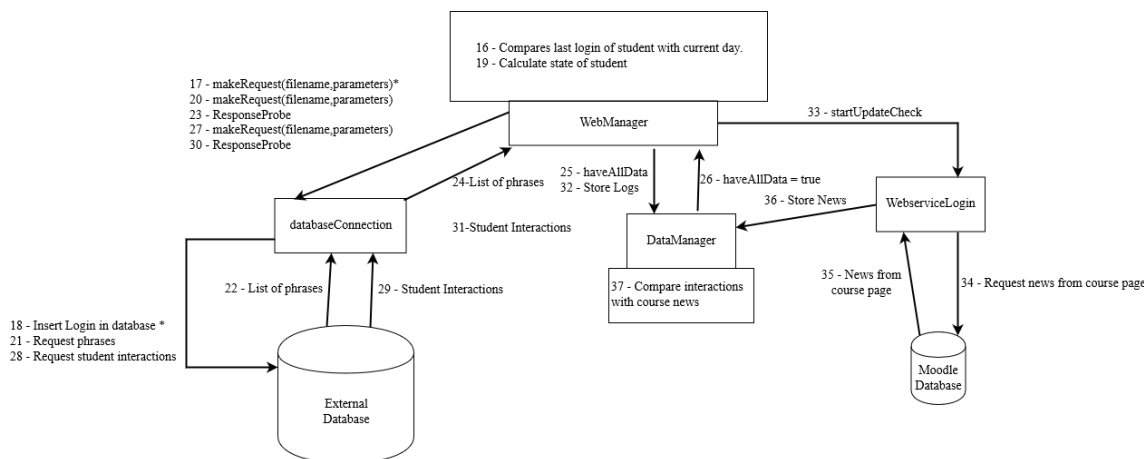 16 - Compares last login of student with current day.
19 - Calculate state of student
WebManager
17 - makeRequest(filename,parameters)*
20 - makeRequest(filename,parameters)
23 - ResponseProbe
27 - makeRequest(filename,parameters)
30 - ResponseProbe
33 - startUpdateCheck
24-List of phrases
25 - haveAllData
32 - Store Logs
26 - haveAllData = true
36 - Store News
WebserviceLogin
databaseConnection
31-Student Interactions
DataManager
37 - Compare interactions
with course news
22 - List of phrases
29 - Student Interactions
35 - News from
course page
34 - Request news from course page
18 - Insert Login in database *
21 - Request phrases
28 - Request student interactions
External
Database
Moodle
Database